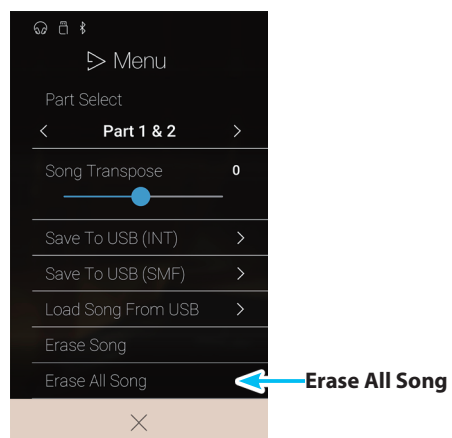 Menu
Part Select
< Part 1 & 2 >
Song Transpose 0
Save To USB (INT) >
Save To USB (SMF) >
Load Song From USB >
Erase Song
Erase All Song
Erase All Song